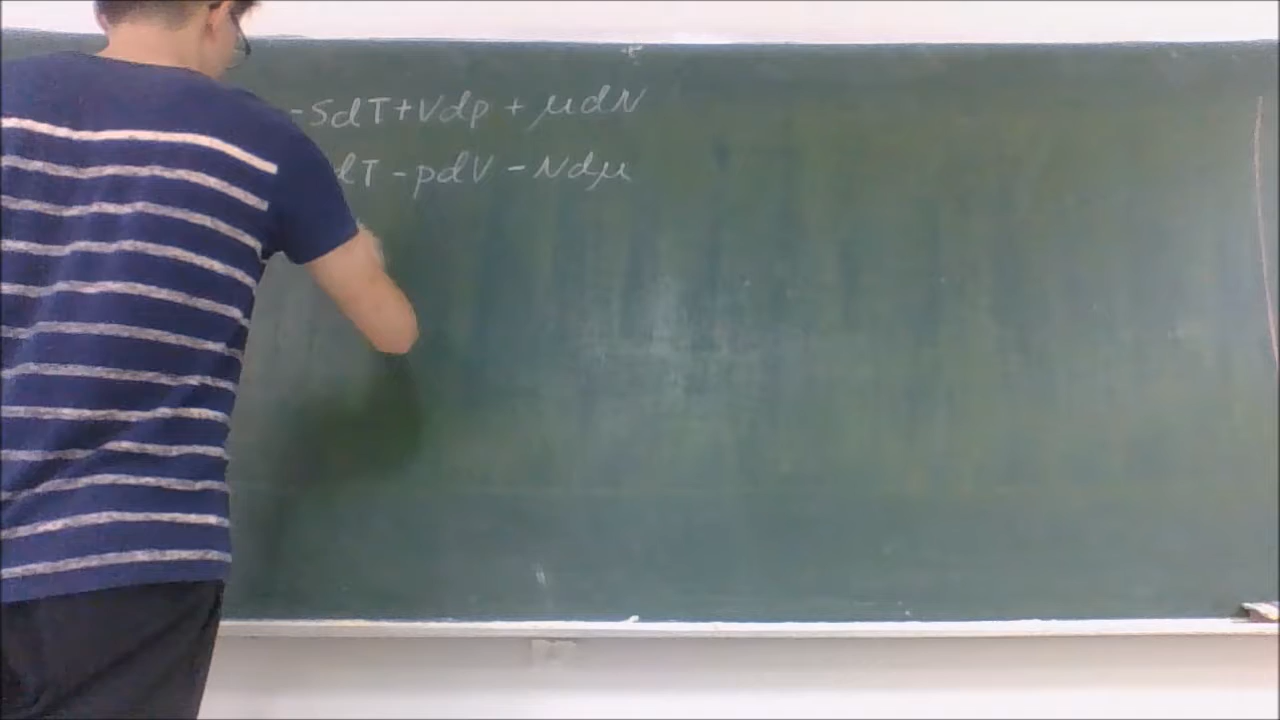 -SdT+Vdp + μdN
dT -pdV -Ndμ